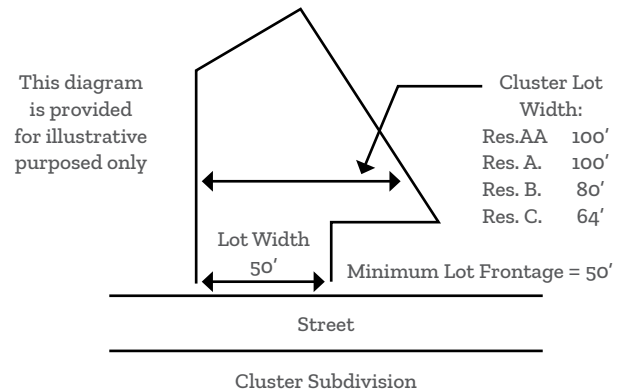 This diagram
is provided
for illustrative
purposed only
Cluster Lot
Width:
Res.AA 100'
Res. A. 100'
Res. B. 80'
Res. C. 64'
Lot Width
50'
Minimum Lot Frontage = 50'
Street
Cluster Subdivision